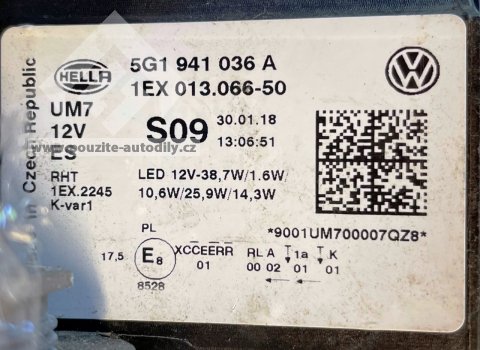 in Czech Republic
HELLA
5G1 941 036 A
1EX 013.066-50
UM7
12V
ES
S09
30.01.18
13:06:51
www.pouzite-autodily.cz
RHT
1EX.2245
K-var1
LED 12V-38,7W/1.6W/
10,6W/25,9W/14,3W
*9001UM700007QZ8*
PL
17,5
E8
8528
XCCEERR
01
RL A 1a K
00 02 01 01